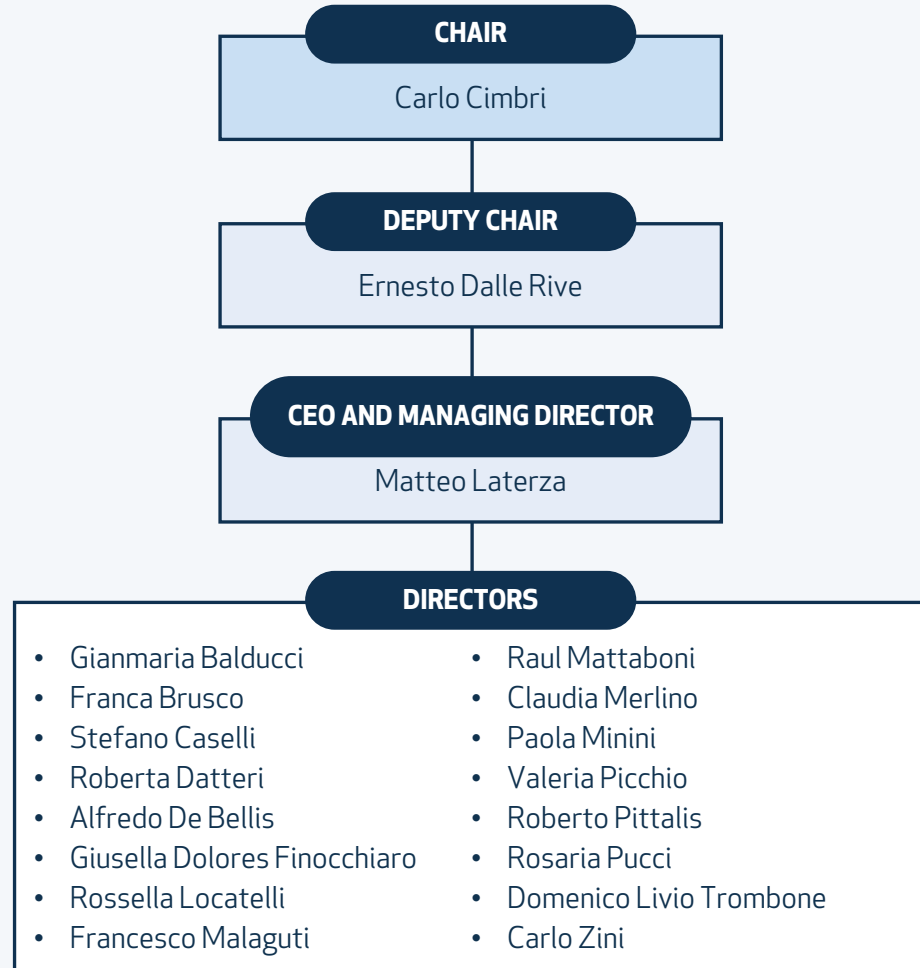 CHAIR
Carlo Cimbri
DEPUTY CHAIR
Ernesto Dalle Rive
CEO AND MANAGING DIRECTOR
Matteo Laterza
DIRECTORS
• Gianmaria Balducci
• Franca Brusco
• Stefano Caselli
• Roberta Datteri
• Alfredo De Bellis
• Giusella Dolores Finocchiaro
• Rossella Locatelli
• Francesco Malaguti
• Raul Mattaboni
• Claudia Merlino
• Paola Minini
• Valeria Picchio
• Roberto Pittalis
• Rosaria Pucci
• Domenico Livio Trombone
• Carlo Zini